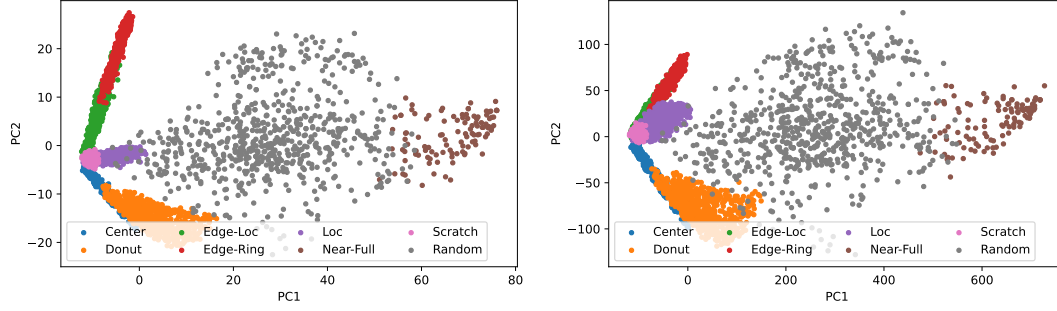 20
10
0
−10
−20
PC2
Center
Edge-Loc
Loc
Scratch
Donut
Edge-Ring
Near-Full
Random
0
20
40
60
80
PC1
100
50
0
−50
−100
PC2
Center
Edge-Loc
Loc
Scratch
Donut
Edge-Ring
Near-Full
Random
0
200
400
600
PC1